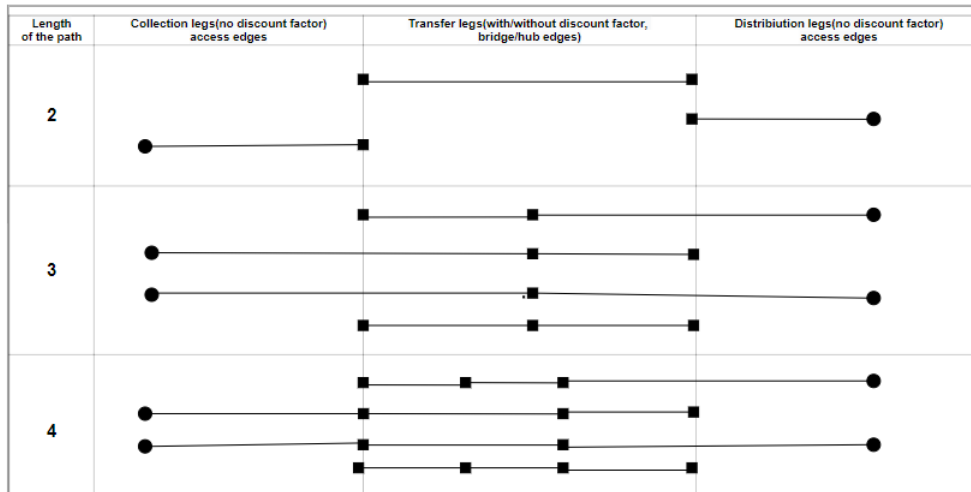 Length
of the path
Collection legs(no discount factor)
access edges
Transfer legs(with/without discount factor,
bridge/hub edges)
Distribiution legs(no discount factor)
access edges
2
3
4